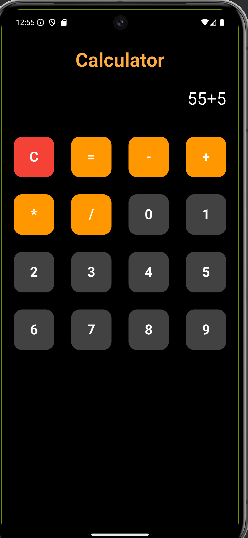 12:55
Calculator
55+5
C = - +
* / 0 1
2 3 4 5
6 7 8 9